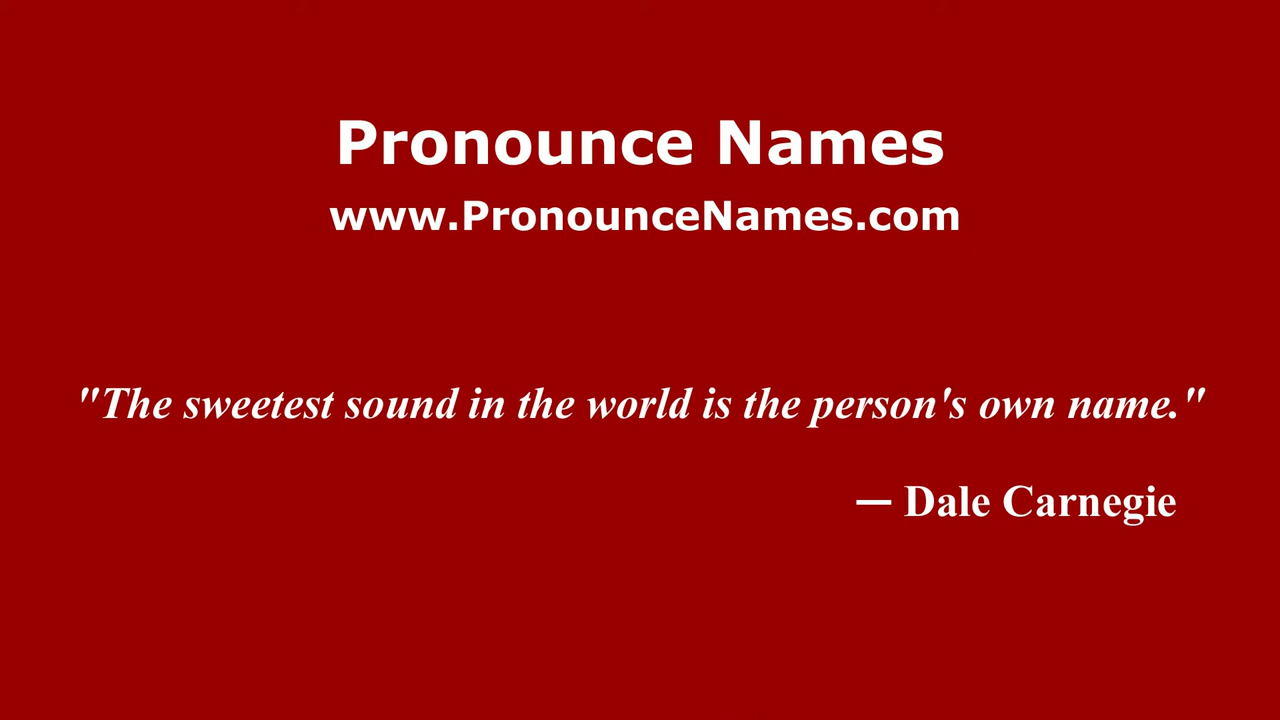 Pronounce Names
www.PronounceNames.com
"The sweetest sound in the world is the person's own name."
— Dale Carnegie